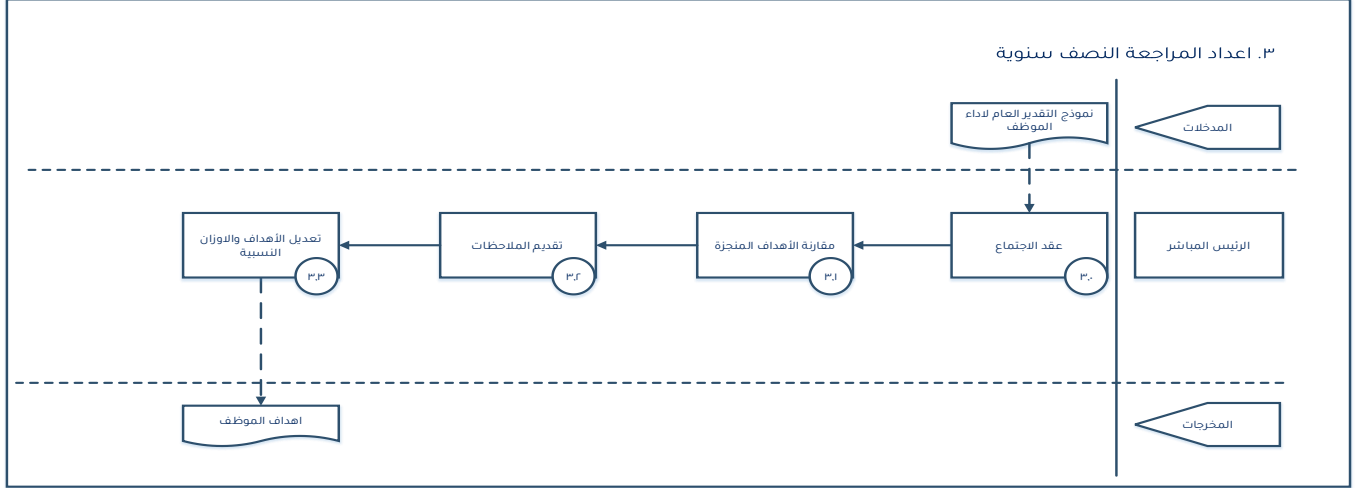 ٣. اعداد المراجعة النصف سنوية
المدخلات
نموذج التقدير العام لاداء
الموظف
الرئيس المباشر
عقد الاجتماع
٣.٠
مقارنة الأهداف المنجزة
٣.١
تقديم الملاحظات
٣.٢
تعديل الأهداف والاوزان
النسبية
٣.٣
المخرجات
اهداف الموظف